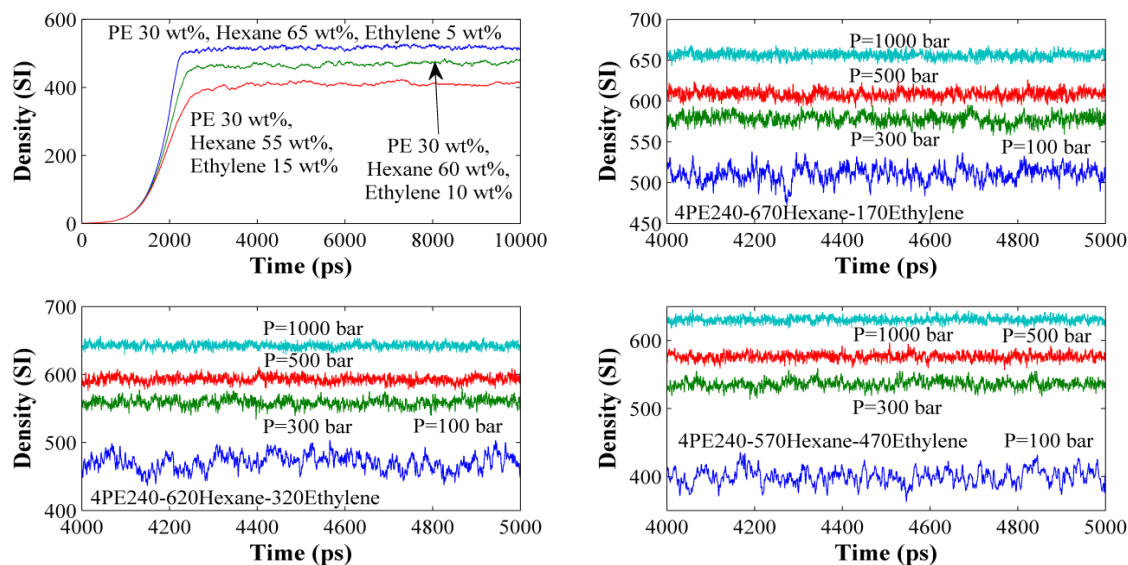 600
400
200
0
Density (SI)
PE 30 wt%, Hexane 65 wt%, Ethylene 5 wt%
PE 30 wt%,
Hexane 55 wt%,
Ethylene 15 wt%
PE 30 wt%,
Hexane 60 wt%,
Ethylene 10 wt%
0 2000 4000 6000 8000 10000
Time (ps)
700
650
600
550
500
450
Density (SI)
P=1000 bar
P=500 bar
P=300 bar P=100 bar
4PE240-670Hexane-170Ethylene
4000 4200 4400 4600 4800 5000
Time (ps)
700
600
500
400
Density (SI)
P=1000 bar
P=500 bar
P=300 bar P=100 bar
4PE240-620Hexane-320Ethylene
4000 4200 4400 4600 4800 5000
Time (ps)
600
500
400
Density (SI)
P=1000 bar P=500 bar
P=300 bar
4PE240-570Hexane-470Ethylene P=100 bar
4000 4200 4400 4600 4800 5000
Time (ps)